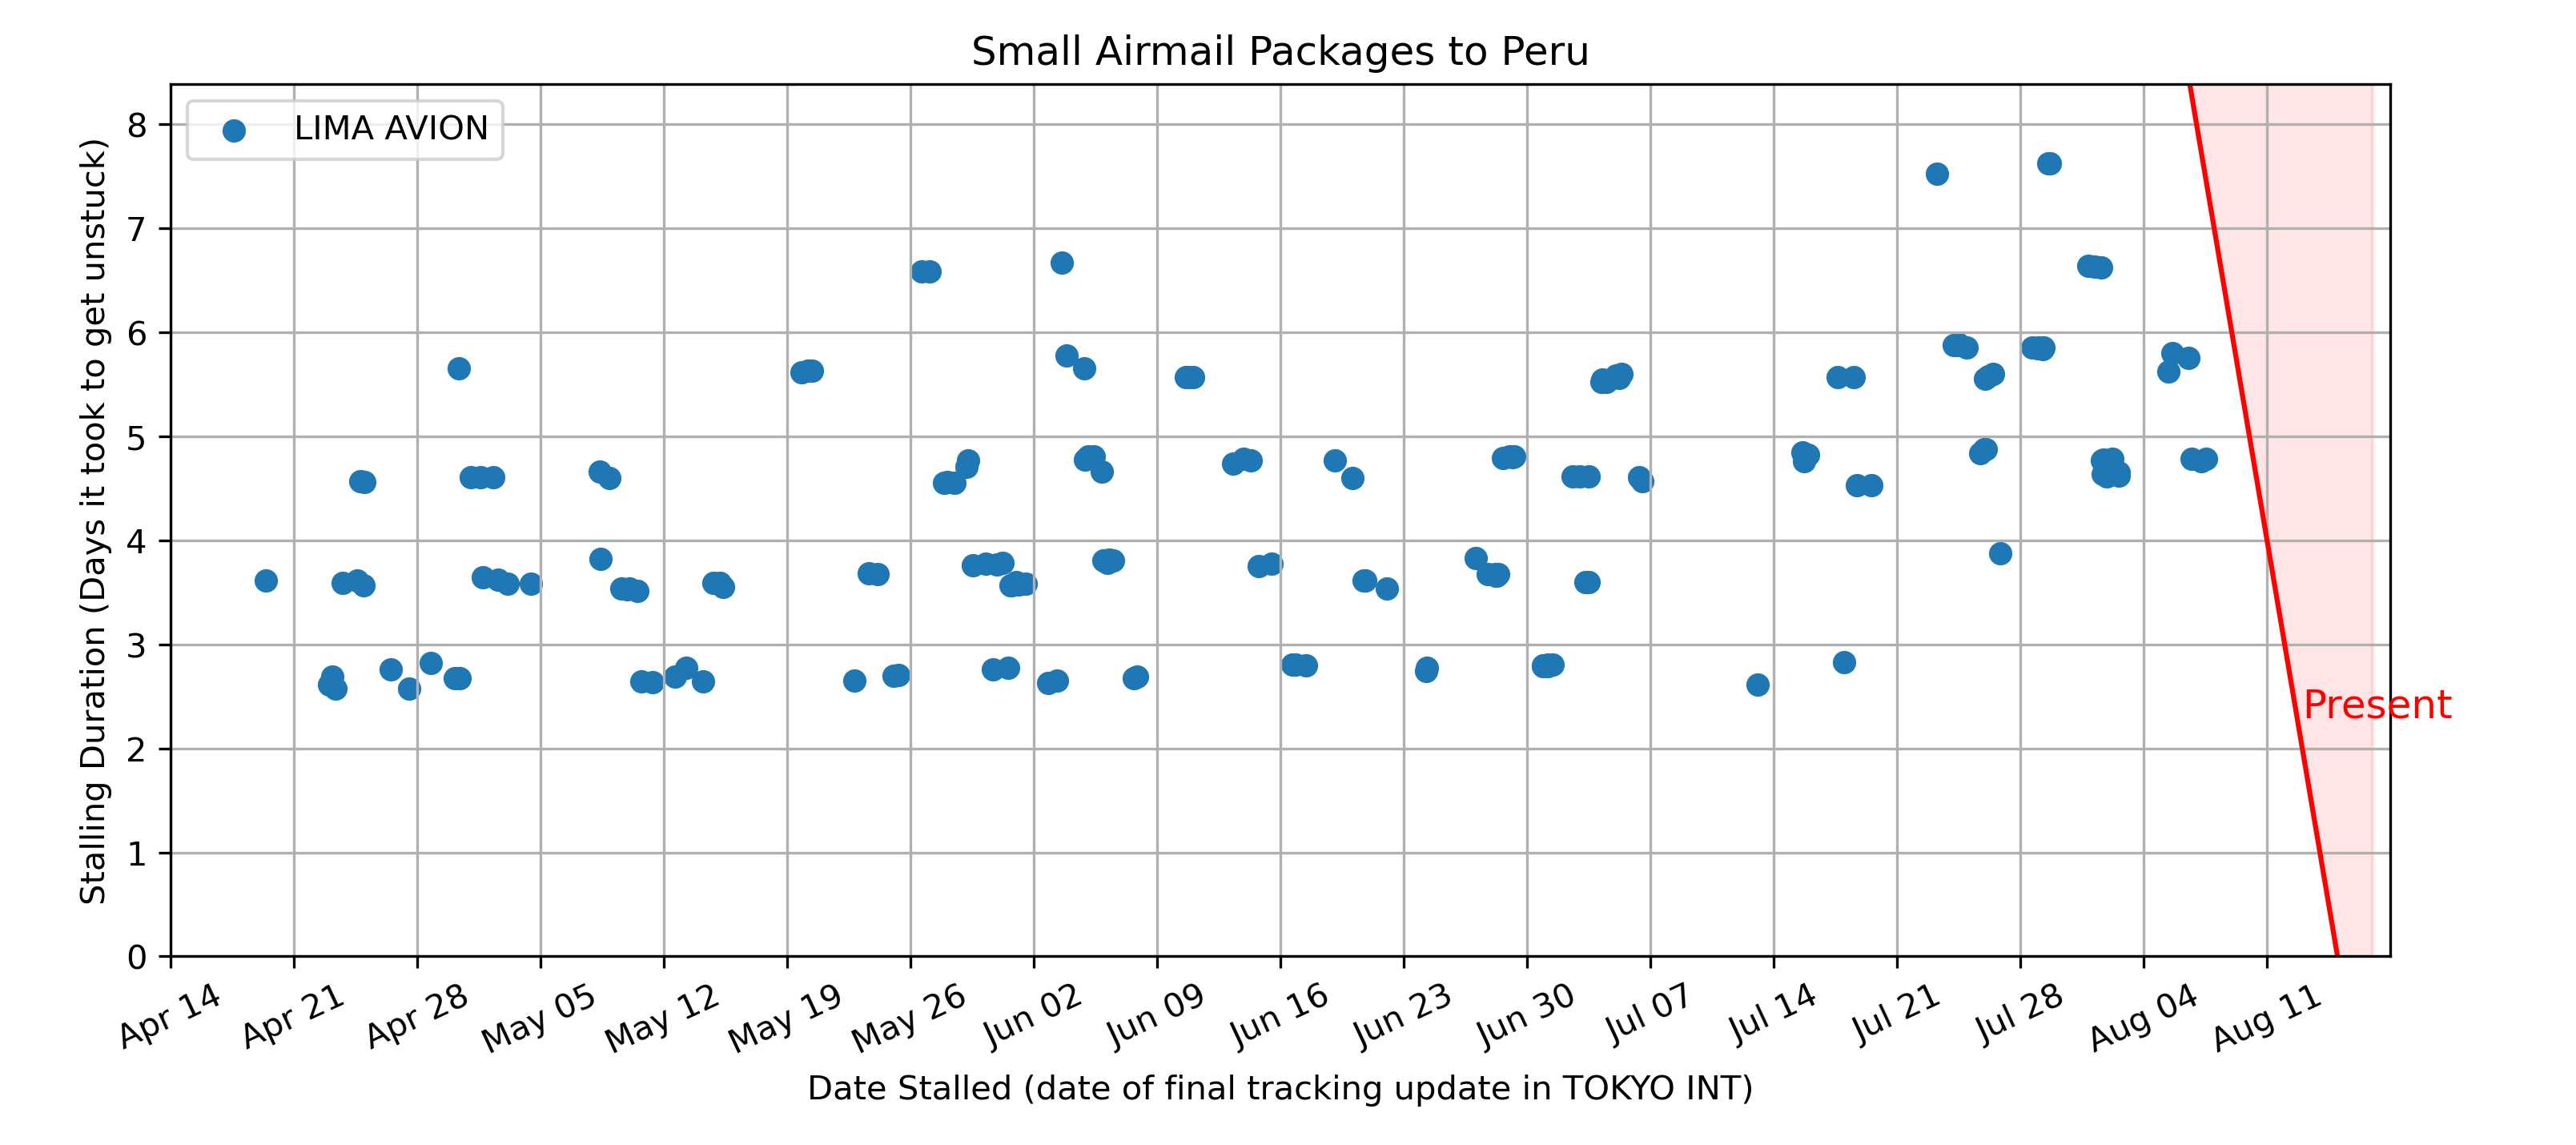 Small Airmail Packages to Peru
LIMA AVION
Stalling Duration (Days it took to get unstuck)
8
7
6
5
4
3
2
1
0
Present
Apr 14
Apr 21
Apr 28
May 05
May 12
May 19
May 26
Jun 02
Jun 09
Jun 16
Jun 23
Jun 30
Jul 07
Jul 14
Jul 21
Jul 28
Aug 04
Aug 11
Date Stalled (date of final tracking update in TOKYO INT)